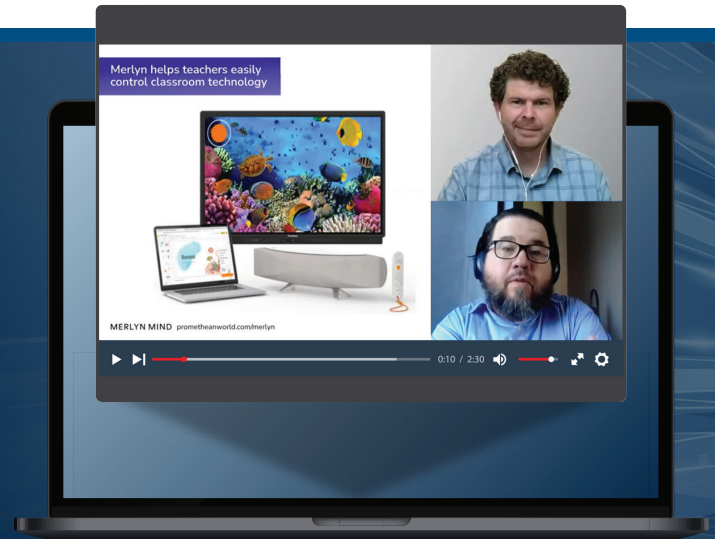 Merlyn helps teachers easily
control classroom technology
MERLYN MIND prometheanworld.com/merlyn
0:10 / 2:30